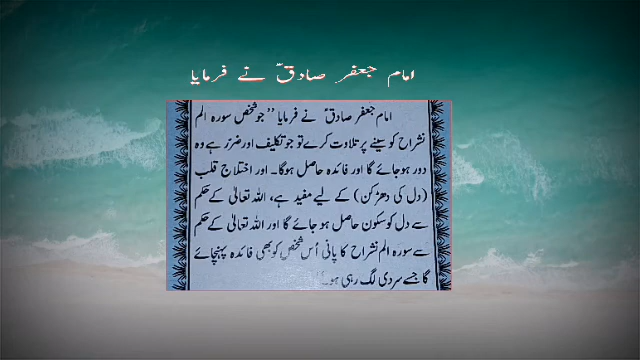 امام جعفر صادقؑ نے فرمایا
امام جعفر صادقؑ نے فرمایا ”جو شخص سورہ الم
نشراح کو سینے پر تلاوت کرے تو جو تکلیف اور ضرر ہے وہ
دور ہو جائے گا اور فائدہ حاصل ہوگا۔ اور اختلاج قلب
(دل کی دھڑکن) کے لیے مفید ہے، اللہ تعالیٰ کے حکم
سے دل کو سکون حاصل ہو جائے گا اور اللہ تعالیٰ کے حکم
سے سورہ الم نشراح کا پانی اُس شخص کو بھی فائدہ پہنچائے
گا جسے سردی لگ رہی ہو۔